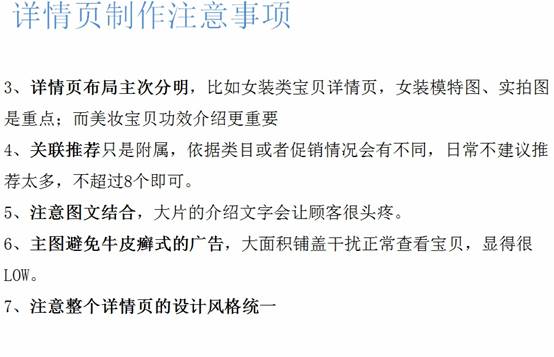 详情页制作注意事项
3、详情页布局主次分明，比如女装类宝贝详情页，女装模特图、实拍图
是重点；而美妆宝贝功效介绍更重要
4、关联推荐只是附属，依据类目或者促销情况会有不同，日常不建议推
荐太多，不超过8个即可。
5、注意图文结合，大片的介绍文字会让顾客很头疼。
6、主图避免牛皮癣式的广告，大面积铺盖干扰正常查看宝贝，显得很
LOW。
7、注意整个详情页的设计风格统一